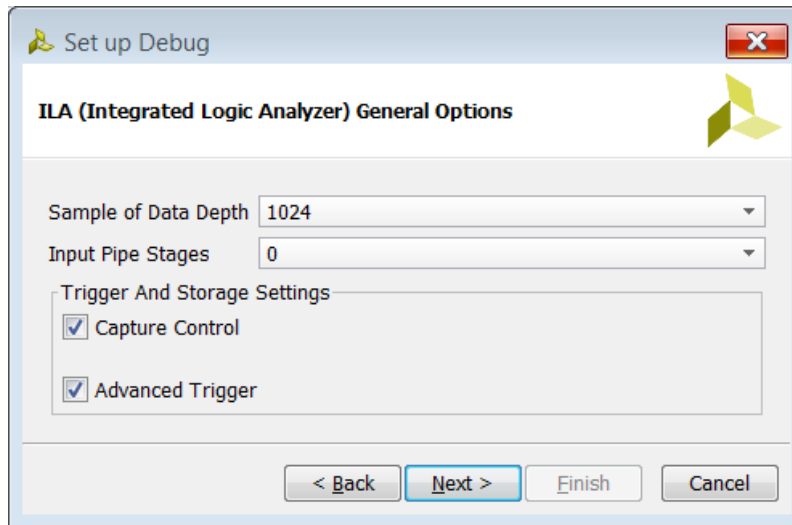 Set up Debug
ILA (Integrated Logic Analyzer) General Options
Sample of Data Depth 1024
Input Pipe Stages 0
Trigger And Storage Settings
Capture Control
Advanced Trigger
< Back Next > Finish Cancel